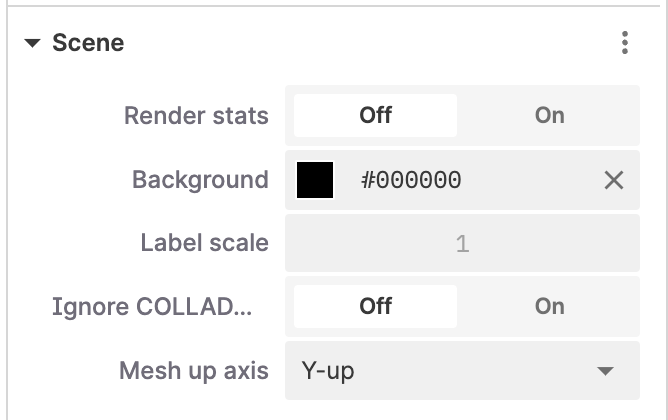 Scene
Render stats Off On
Background #000000
Label scale 1
Ignore COLLAD... Off On
Mesh up axis Y-up